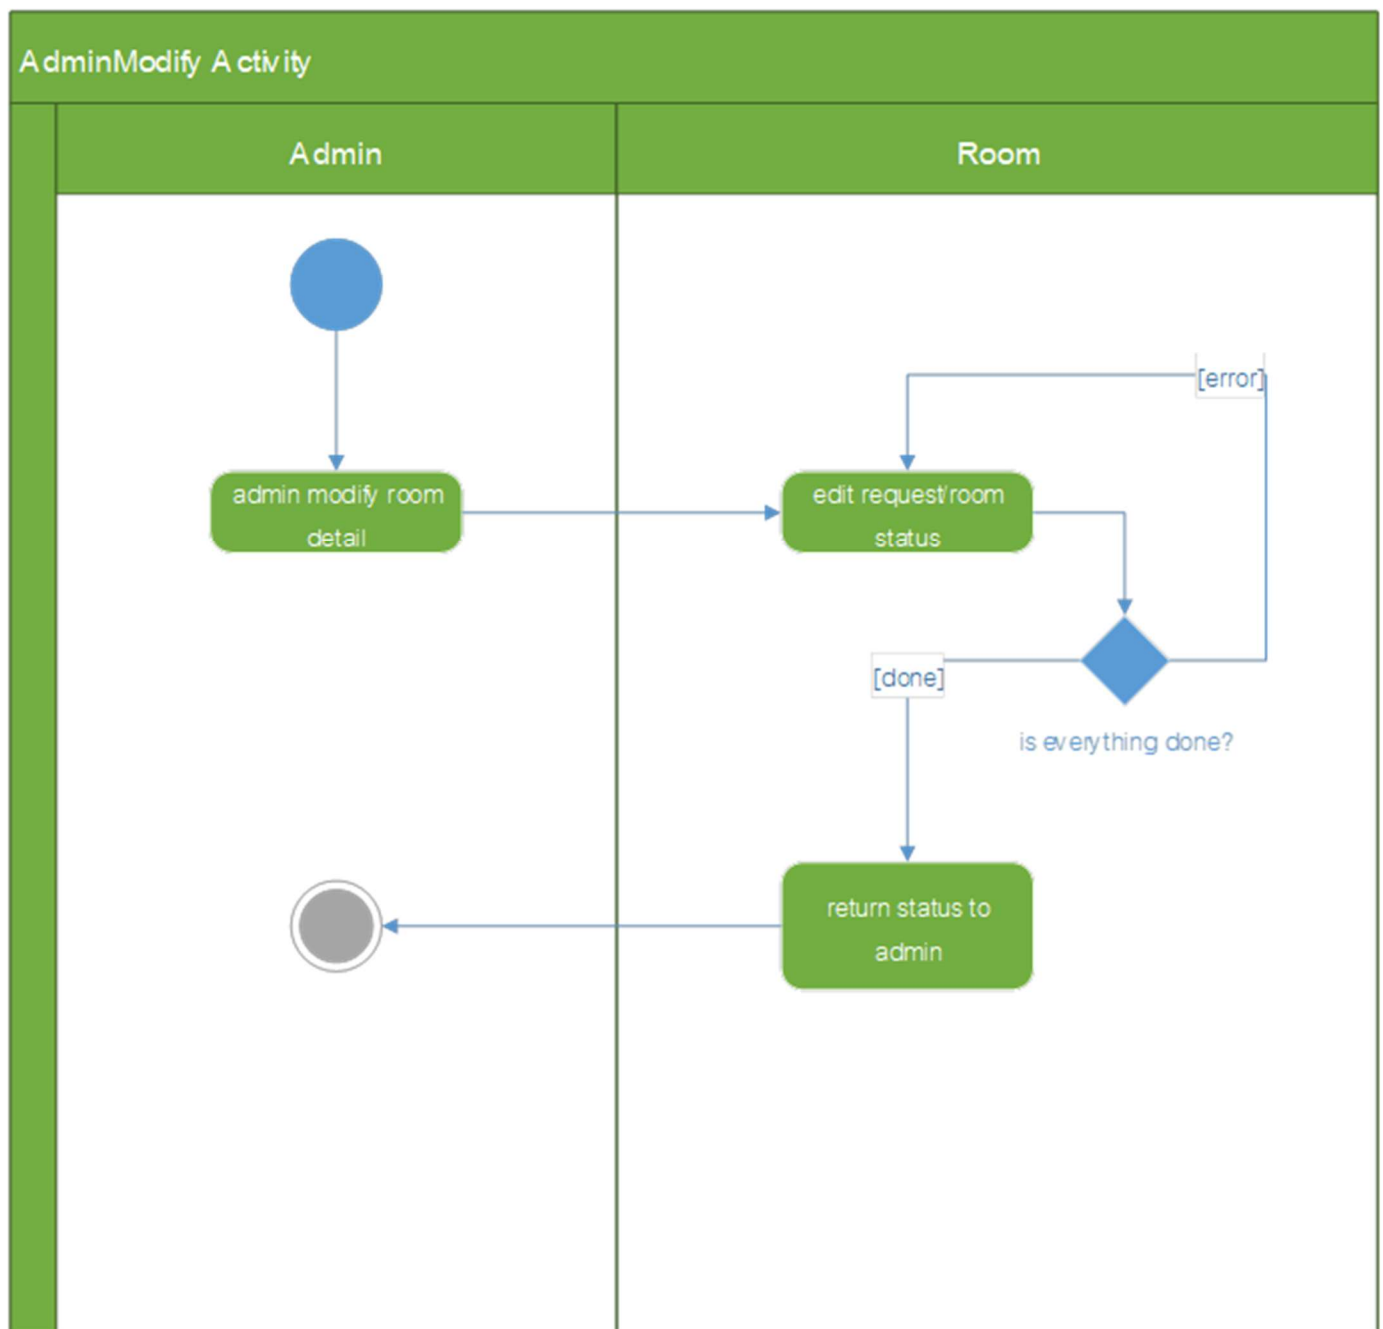 AdminModify Activity
Admin
Room
[error]
admin modify room
detail
edit request/room
status
[done]
is everything done?
return status to
admin